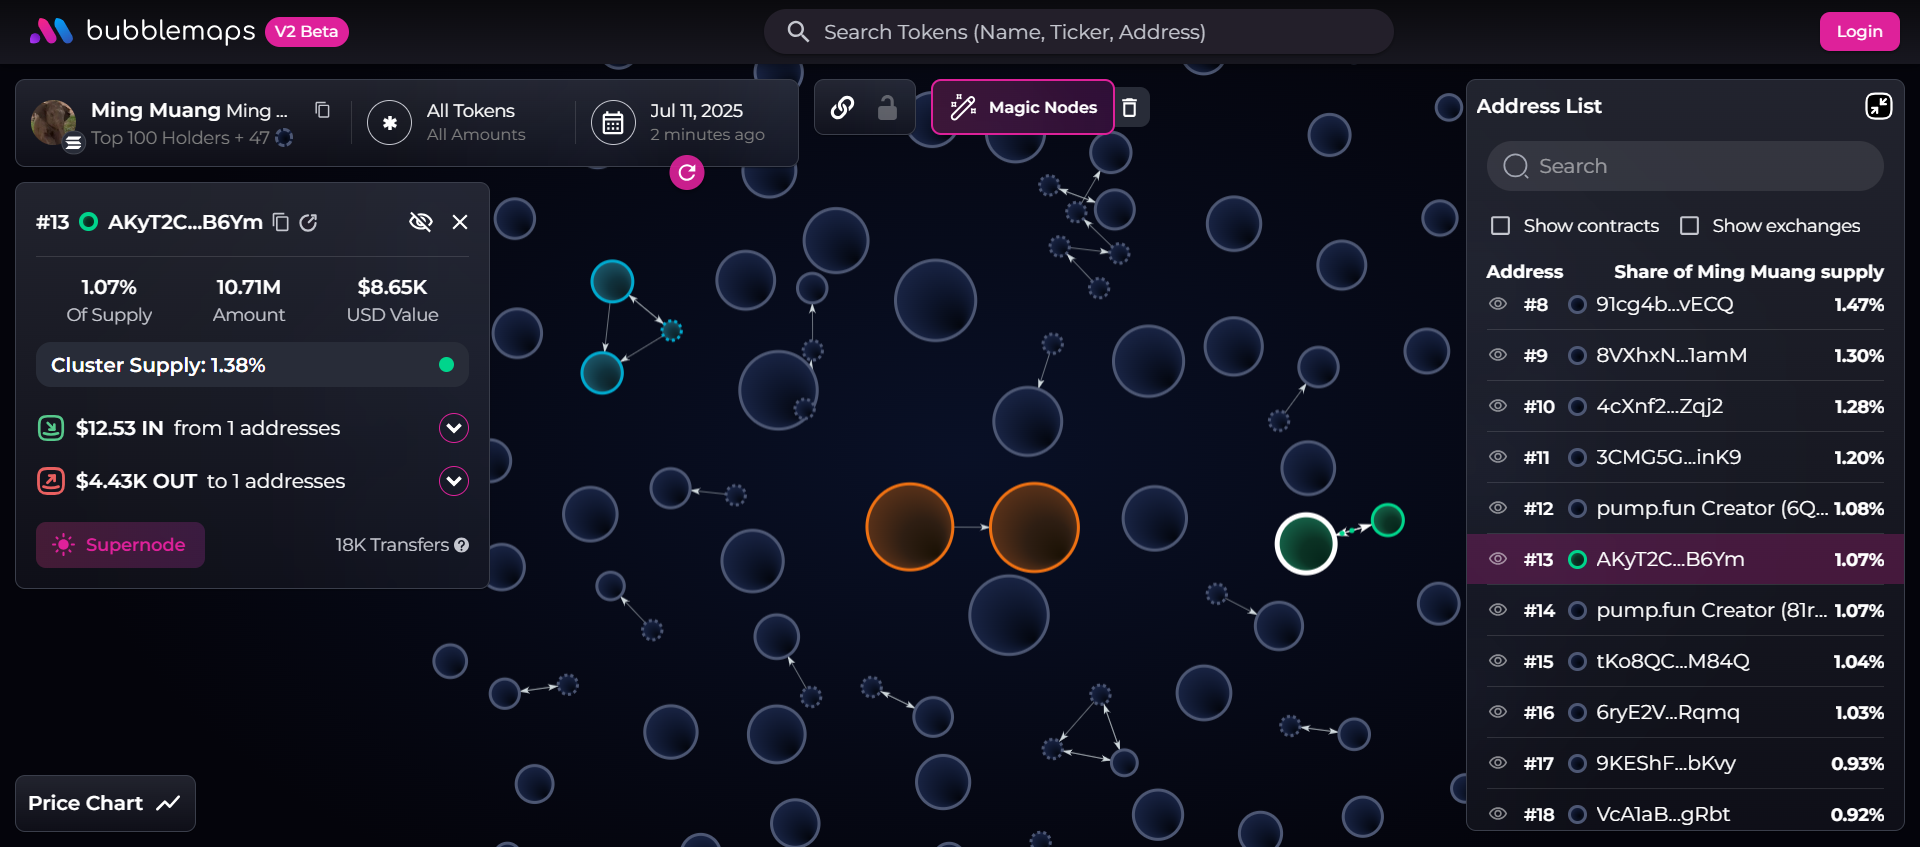 bubblemaps V2 Beta
Search Tokens (Name, Ticker, Address)
Login
Ming Muang Ming ...
Top 100 Holders + 47
All Tokens
All Amounts
Jul 11, 2025
2 minutes ago
Magic Nodes
#13 AKyT2C...B6Ym
1.07% 10.71M $8.65K
Of Supply Amount USD Value
Cluster Supply: 1.38%
$12.53 IN from 1 addresses
$4.43K OUT to 1 addresses
Supernode 18K Transfers
Price Chart
Address List
Search
Show contracts Show exchanges
Address Share of Ming Muang supply
#8 91cg4b...vECQ 1.47%
#9 8VXhxN...1amM 1.30%
#10 4cXnf2...Zqj2 1.28%
#11 3CMG5G...inK9 1.20%
#12 pump.fun Creator (6Q... 1.08%
#13 AKyT2C...B6Ym 1.07%
#14 pump.fun Creator (81r... 1.07%
#15 tKo8QC...M84Q 1.04%
#16 6ryE2V...Rqmq 1.03%
#17 9KEShF...bKvy 0.93%
#18 VcA1aB...gRbt 0.92%